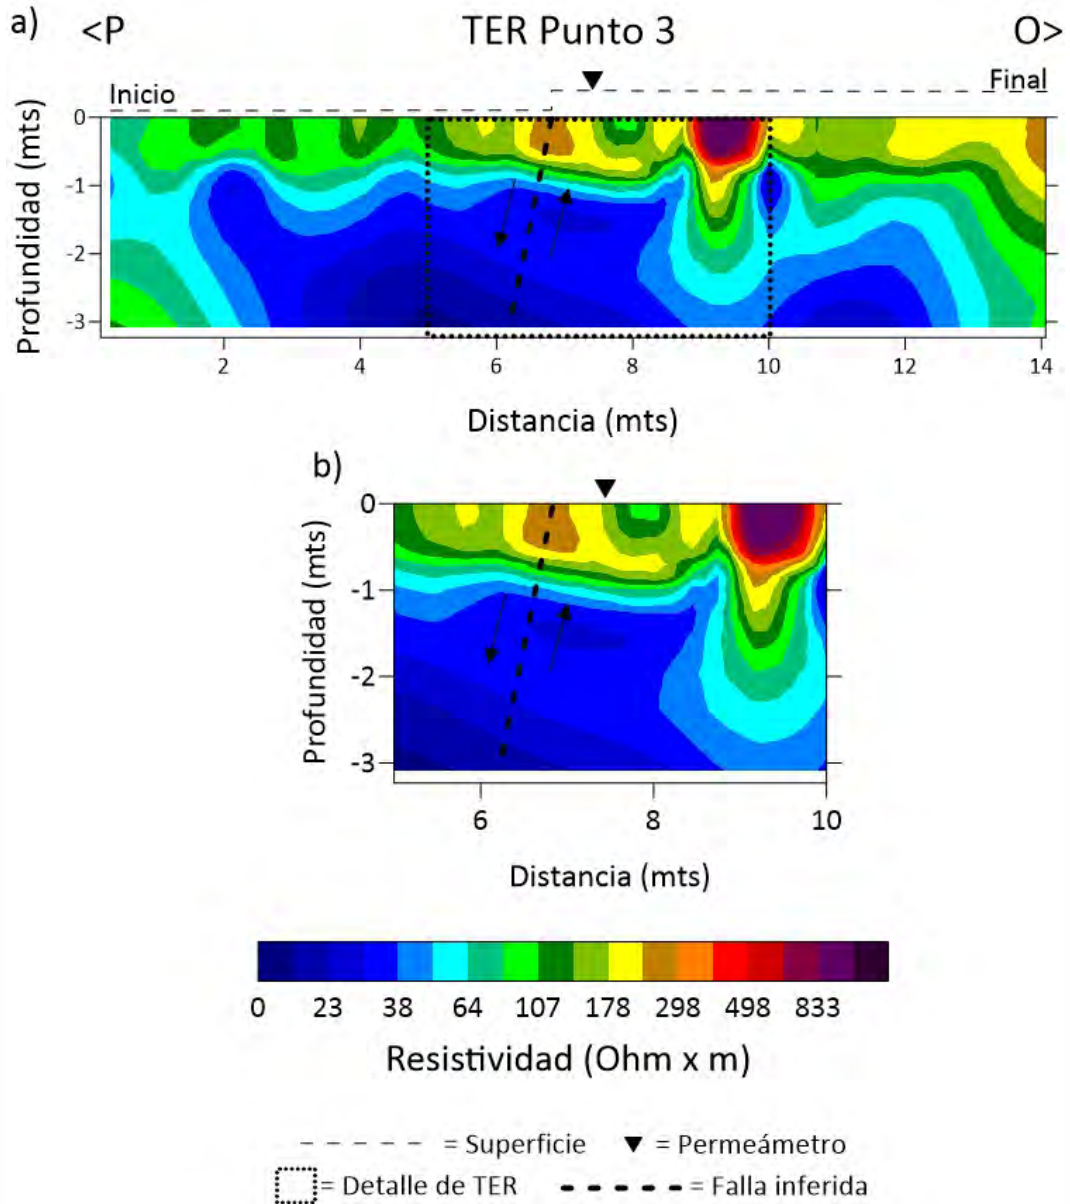 a) <P TER Punto 3 O>
Inicio Final
Profundidad (mts)
0
-1
-2
-3
2 4 6 8 10 12 14
Distancia (mts)
b)
Profundidad (mts)
0
-1
-2
-3
6 8 10
Distancia (mts)
0 23 38 64 107 178 298 498 833
Resistividad (Ohm x m)
= Superficie = Permeámetro
= Detalle de TER = Falla inferida